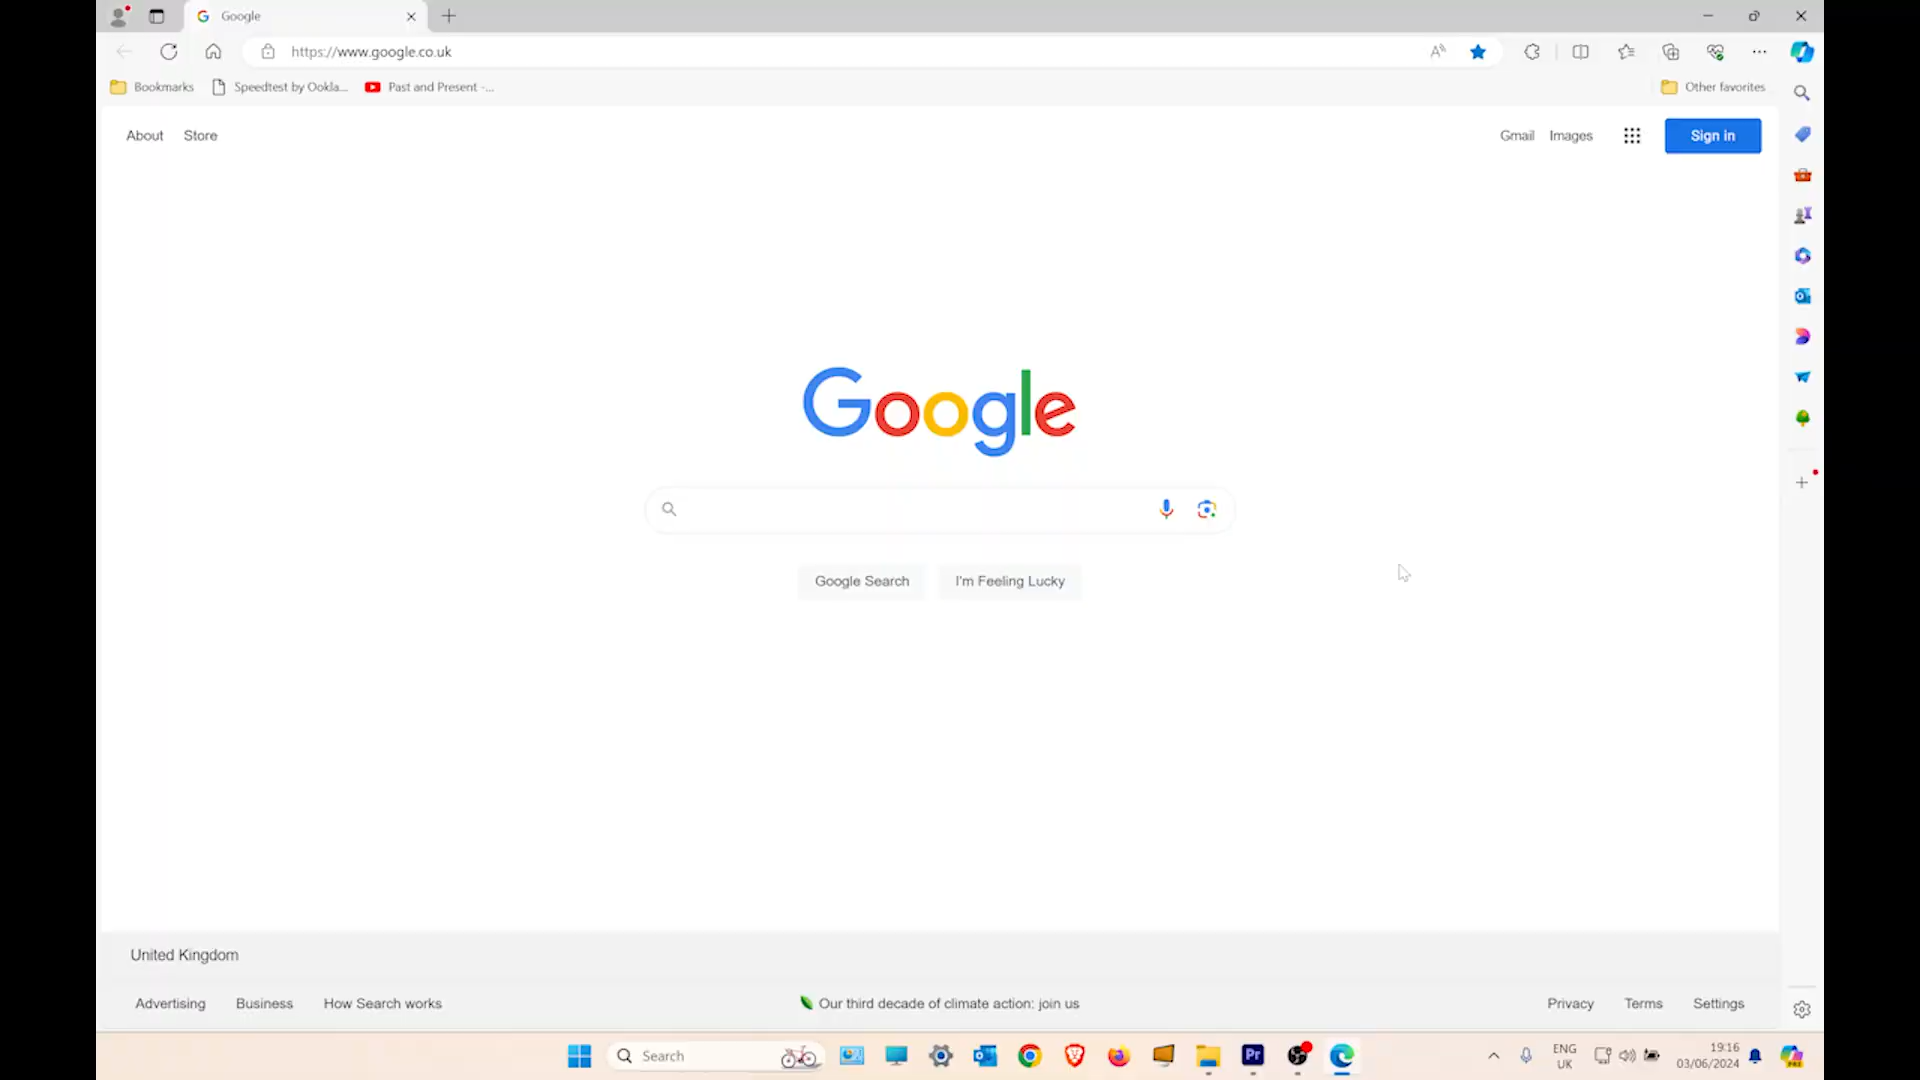 Google
https://www.google.co.uk
Bookmarks
Speedtest by Ookla...
Past and Present -...
Other favorites
About
Store
Gmail
Images
Sign in
Google
Google Search
I'm Feeling Lucky
United Kingdom
Advertising
Business
How Search works
Our third decade of climate action: join us
Privacy
Terms
Settings
Search
Pr
ENG
UK
19:16
03/06/2024